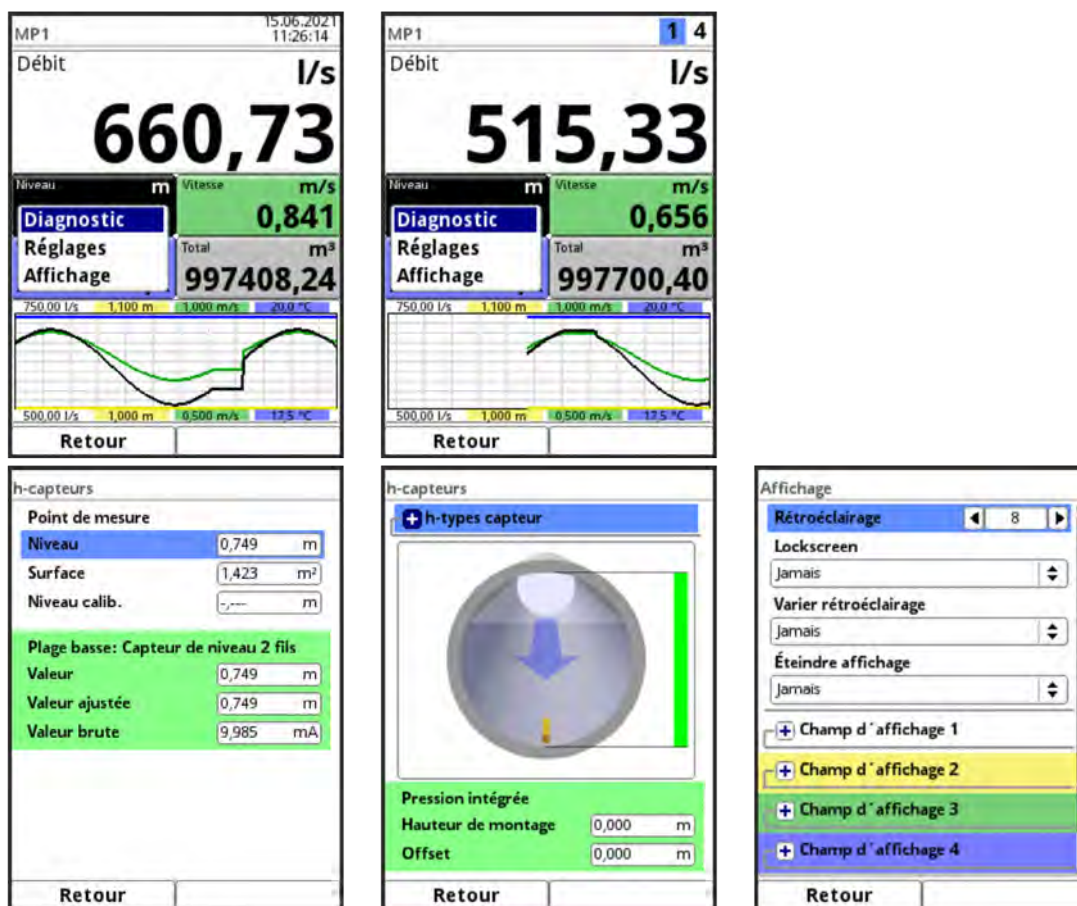 MP1 15.06.2021
11:26:14
Débit l/s
660,73
Niveau m Vitesse m/s
Diagnostic 0,841
Réglages Total m³
Affichage 997408,24
750,00 l/s 1,100 m 1,000 m/s 20,0 °C
500,00 l/s 1,000 m 0,500 m/s 17,5 °C
Retour
MP1 1 4
Débit l/s
515,33
Niveau m Vitesse m/s
Diagnostic 0,656
Réglages Total m³
Affichage 997700,40
750,00 l/s 1,100 m 1,000 m/s 20,0 °C
500,00 l/s 1,000 m 0,500 m/s 17,5 °C
Retour
h-capteurs
Point de mesure
Niveau 0,749 m
Surface 1,423 m²
Niveau calib. -,--- m
Plage basse: Capteur de niveau 2 fils
Valeur 0,749 m
Valeur ajustée 0,749 m
Valeur brute 9,985 mA
Retour
h-capteurs
h-types capteur
Pression intégrée
Hauteur de montage 0,000 m
Offset 0,000 m
Retour
Affichage
Rétroéclairage 8
Lockscreen
Jamais
Varier rétroéclairage
Jamais
Éteindre affichage
Jamais
Champ d´affichage 1
Champ d´affichage 2
Champ d´affichage 3
Champ d´affichage 4
Retour